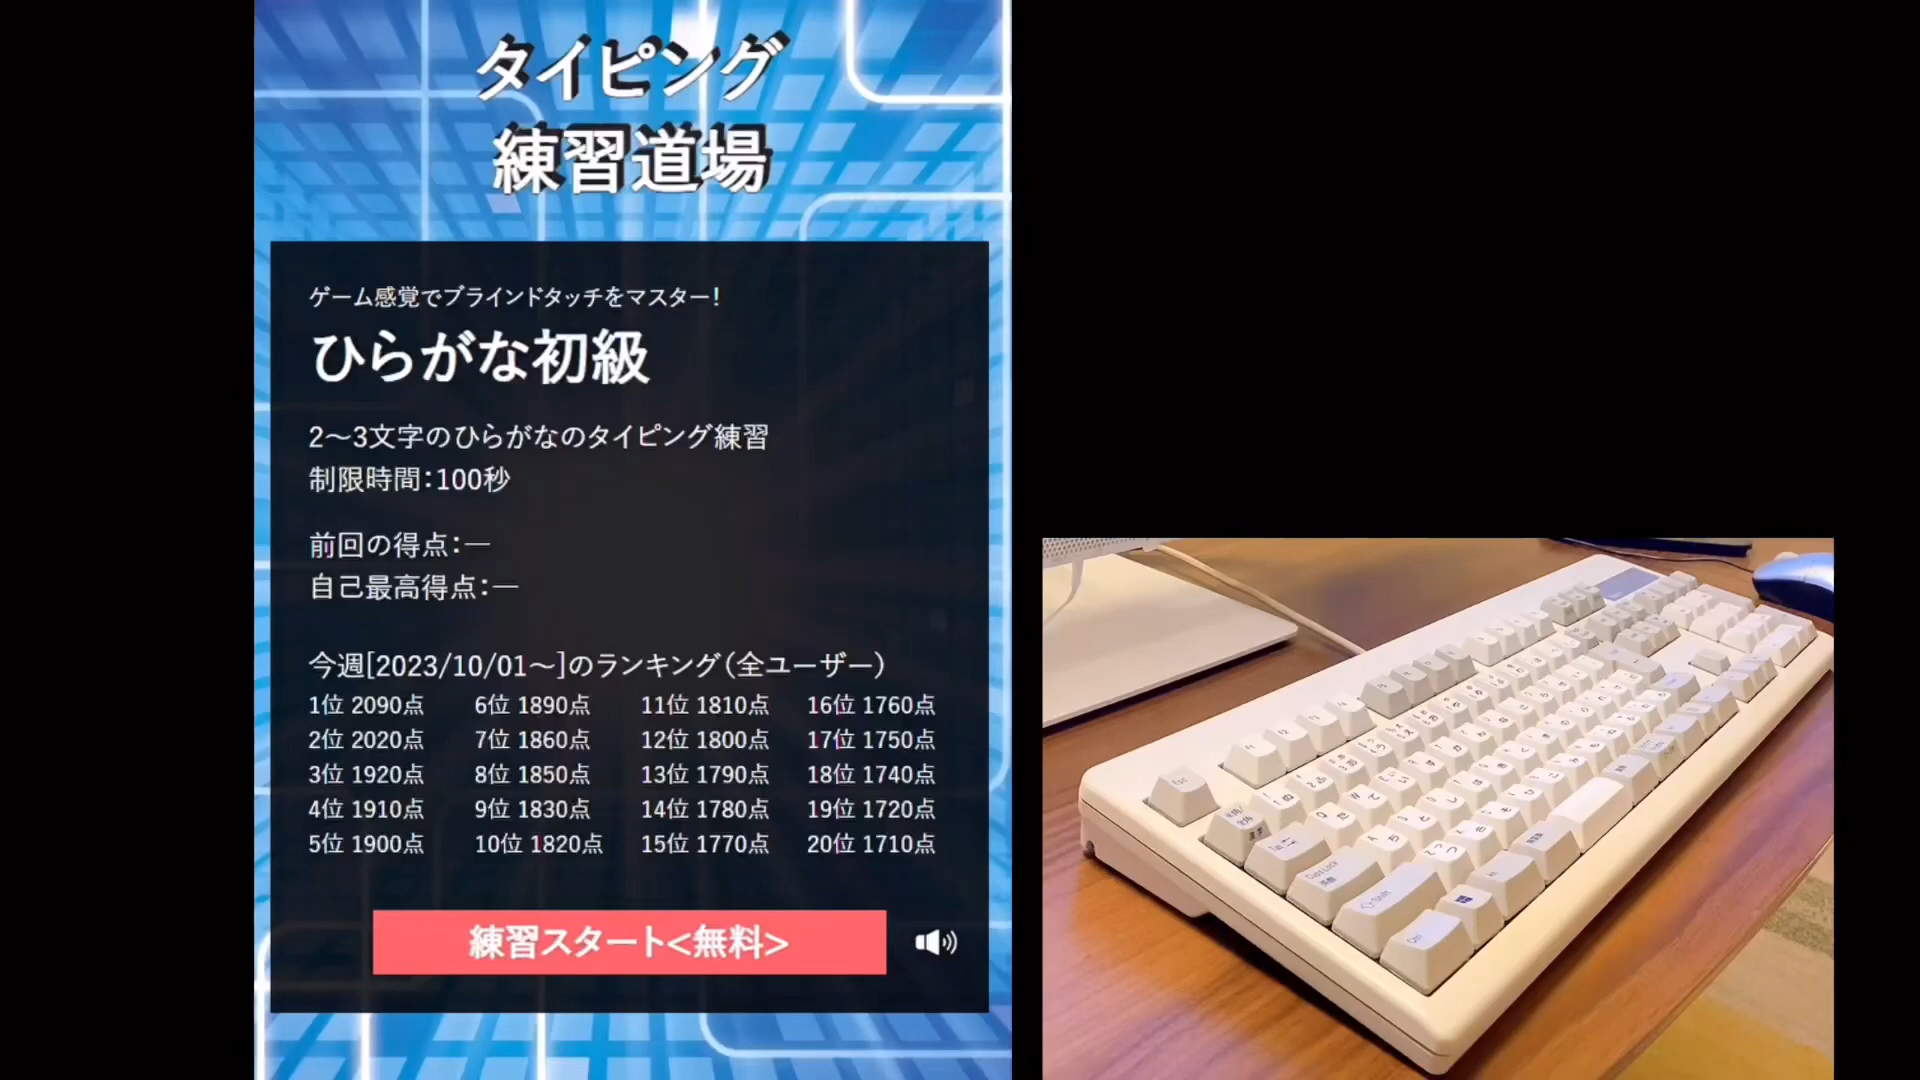 タイピング
練習道場
ゲーム感覚でブラインドタッチをマスター!
ひらがな初級
2〜3文字のひらがなのタイピング練習
制限時間:100秒
前回の得点:―
自己最高得点:―
今週[2023/10/01〜]のランキング(全ユーザー)
1位 2090点 6位 1890点 11位 1810点 16位 1760点
2位 2020点 7位 1860点 12位 1800点 17位 1750点
3位 1920点 8位 1850点 13位 1790点 18位 1740点
4位 1910点 9位 1830点 14位 1780点 19位 1720点
5位 1900点 10位 1820点 15位 1770点 20位 1710点
練習スタート<無料>
Esc
Tab
Caps Lock
英数
Shift
Ctrl
Alt